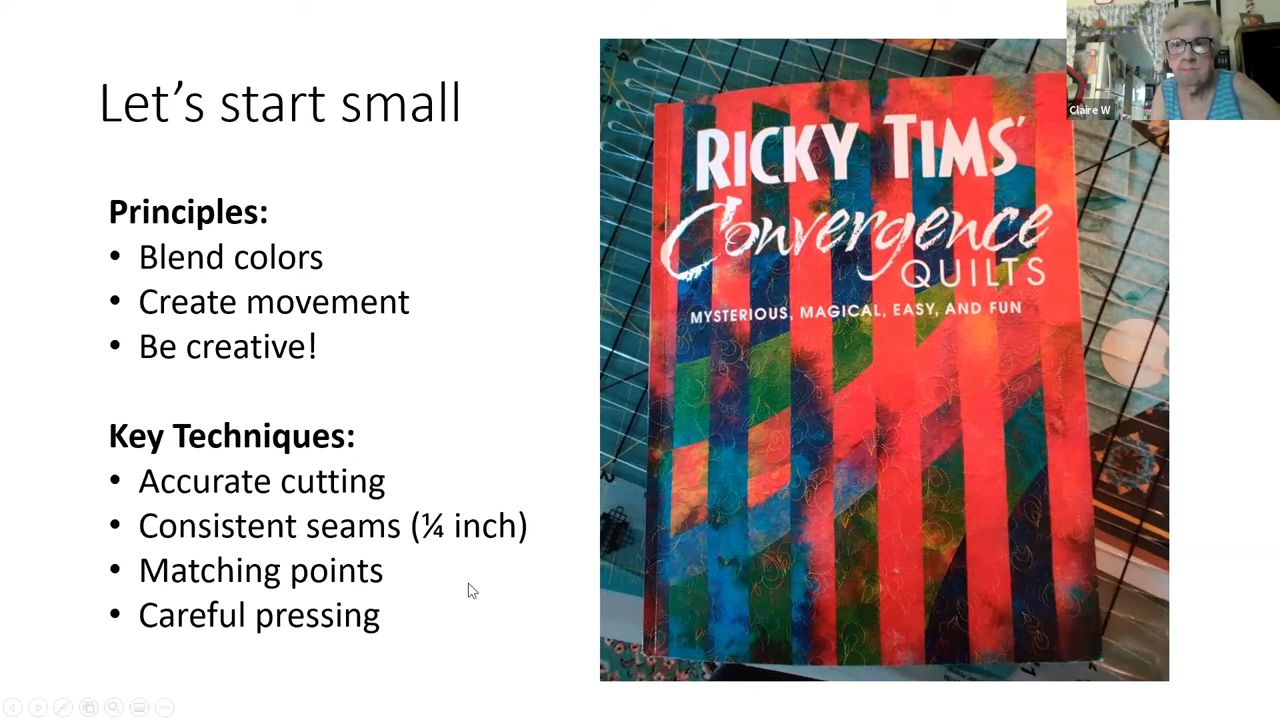 Let's start small
Principles:
• Blend colors
• Create movement
• Be creative!
Key Techniques:
• Accurate cutting
• Consistent seams (¼ inch)
• Matching points
• Careful pressing
RICKY TIMS'
Convergence
QUILTS
MYSTERIOUS, MAGICAL, EASY, AND FUN
Claire W